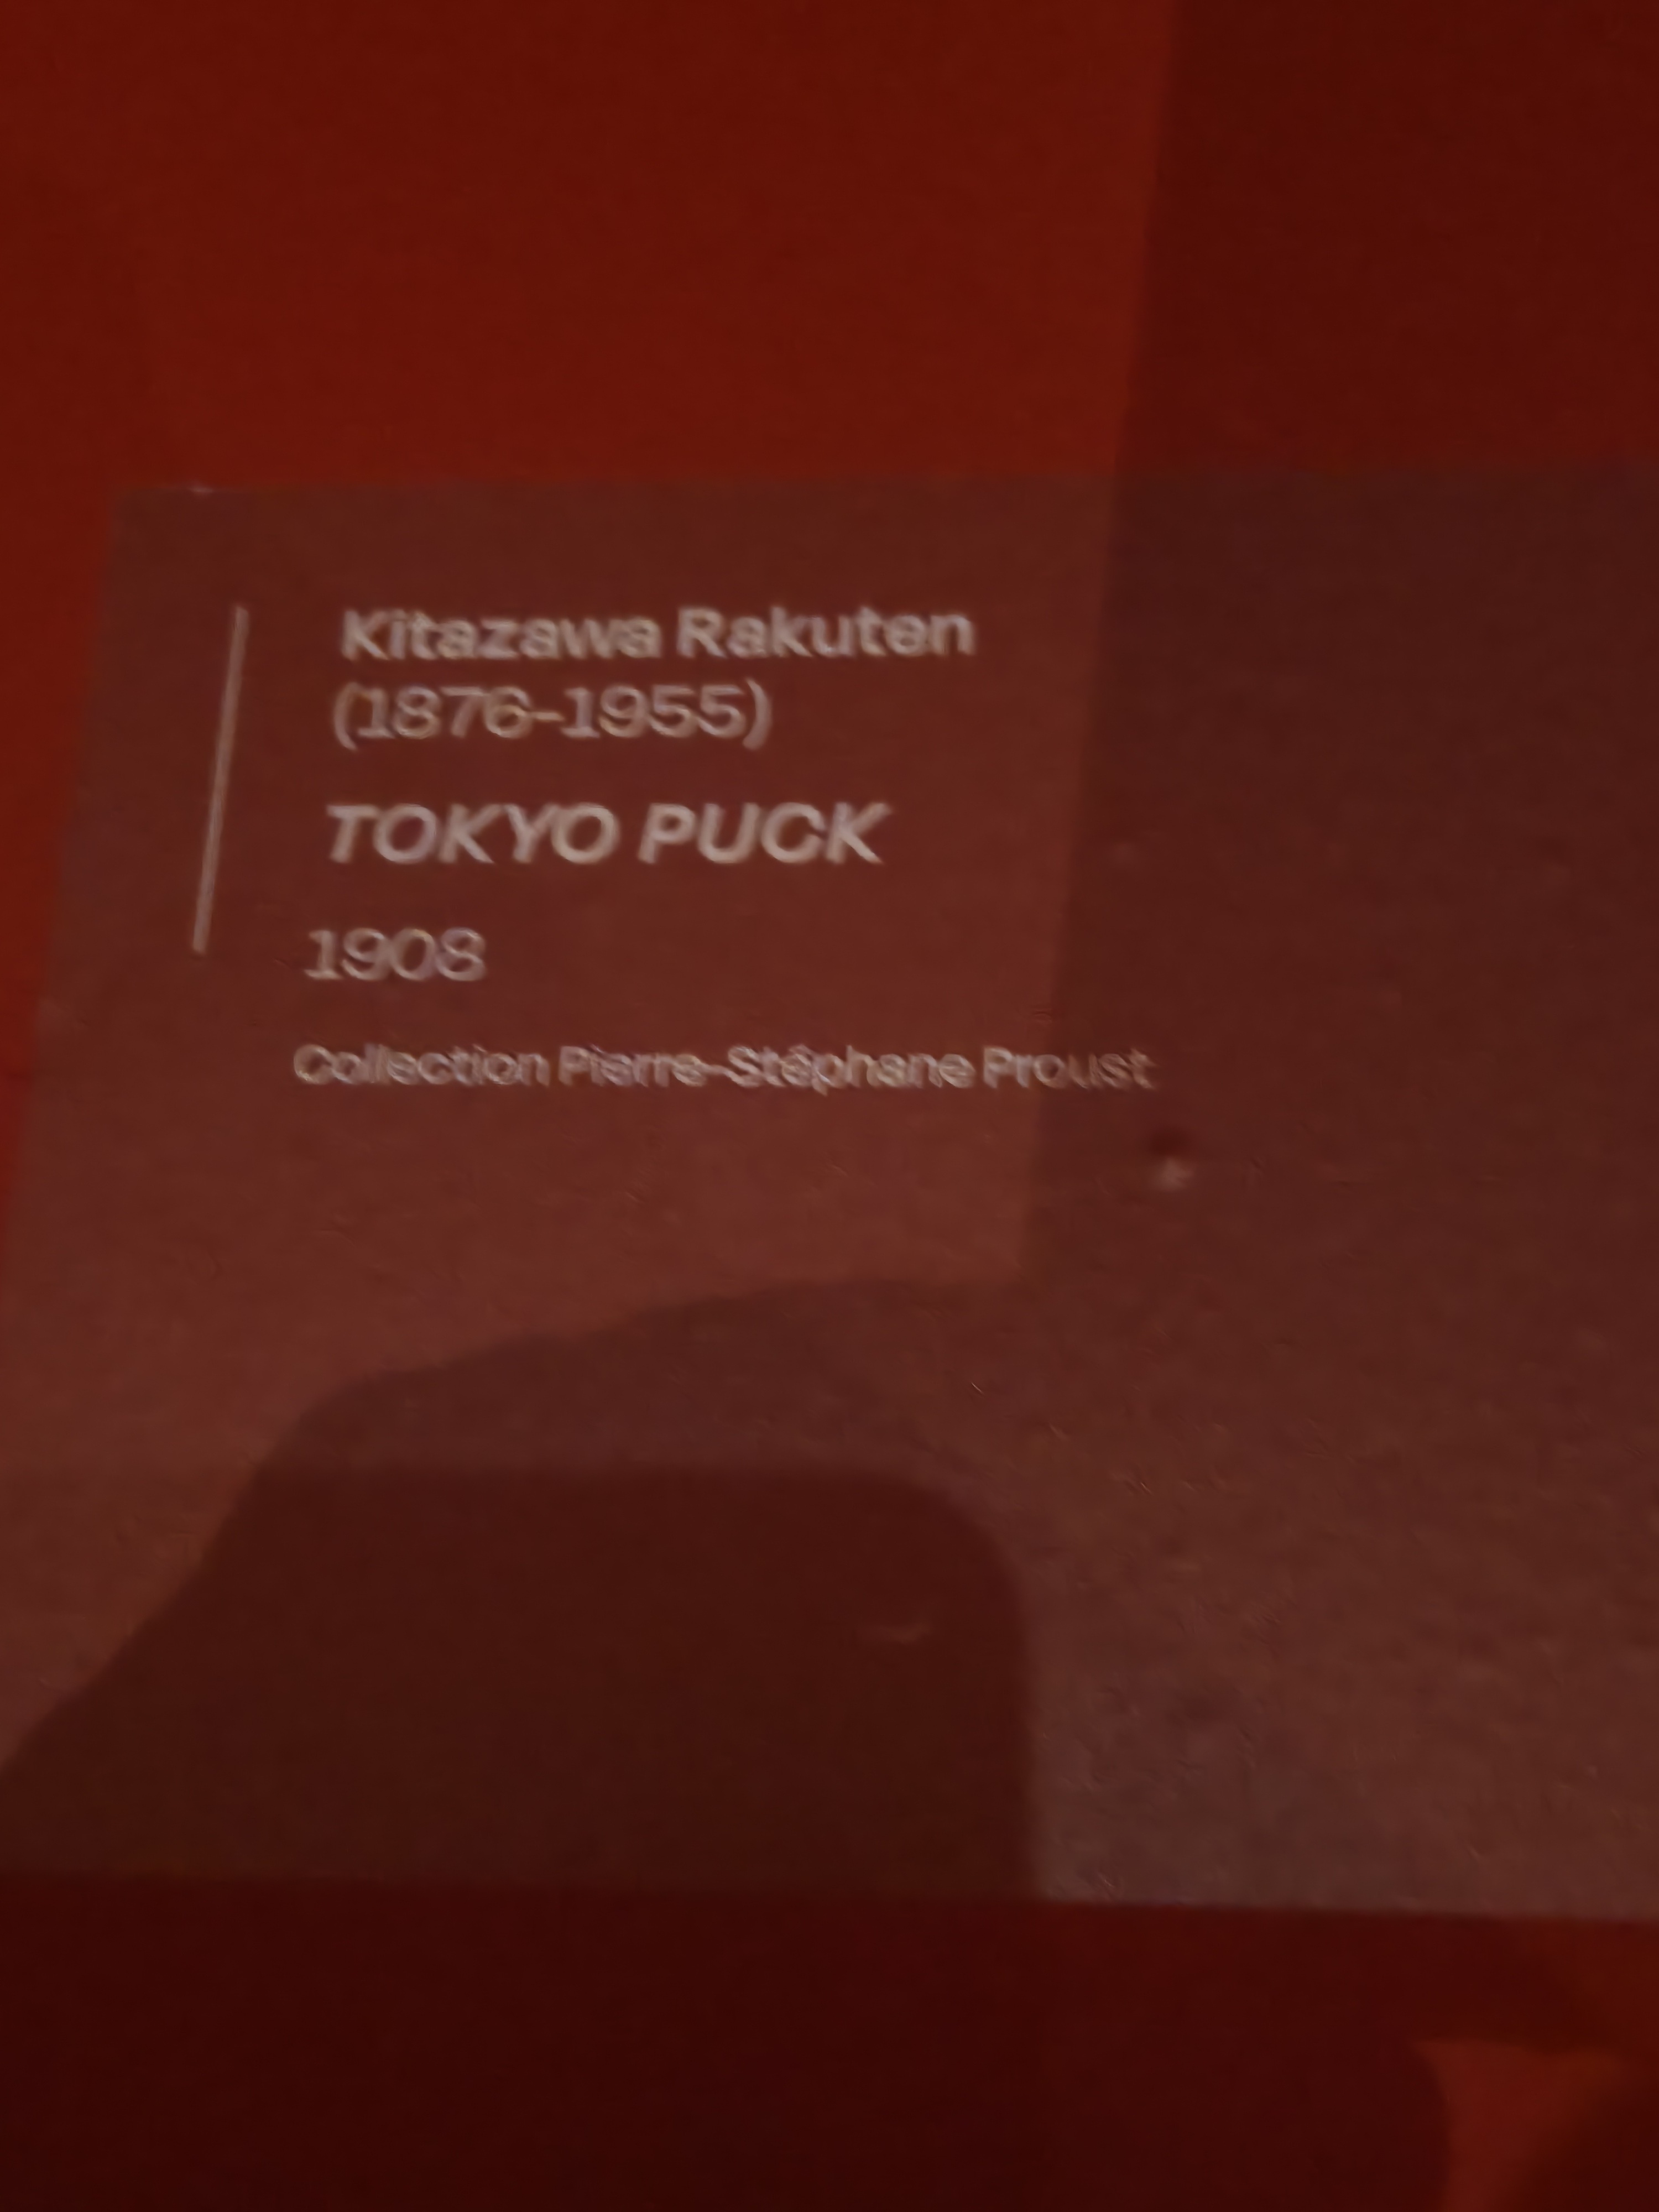 Kitazawa Rakuten
(1876-1955)
TOKYO PUCK
1908
Collection Pierre-Stéphane Proust